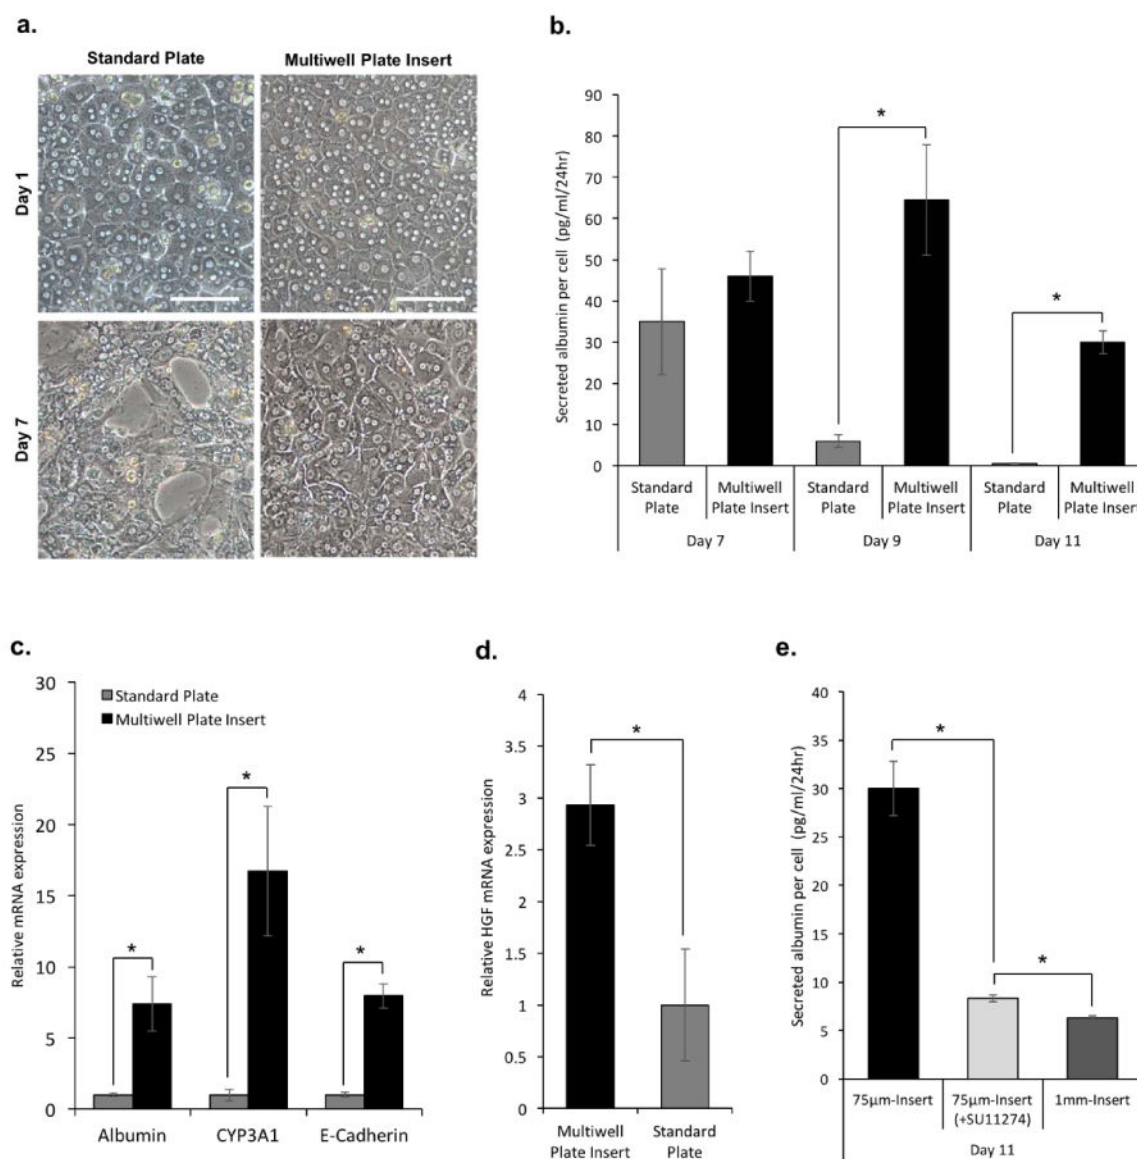 a.
Standard Plate
Multiwell Plate Insert
Day 1
Day 7
b.
Secreted albumin per cell (pg/ml/24hr)
90
80
70
60
50
40
30
20
10
0
*
*
Standard
Plate
Multiwell
Plate Insert
Standard
Plate
Multiwell
Plate Insert
Standard
Plate
Multiwell
Plate Insert
Day 7
Day 9
Day 11
c.
Relative mRNA expression
30
25
20
15
10
5
0
Standard Plate
Multiwell Plate Insert
*
*
*
Albumin
CYP3A1
E-Cadherin
d.
Relative HGF mRNA expression
4
3.5
3
2.5
2
1.5
1
0.5
0
*
Multiwell
Plate Insert
Standard
Plate
e.
Secreted albumin per cell (pg/ml/24hr)
40
35
30
25
20
15
10
5
0
*
*
75µm-Insert
75µm-Insert
(+SU11274)
1mm-Insert
Day 11